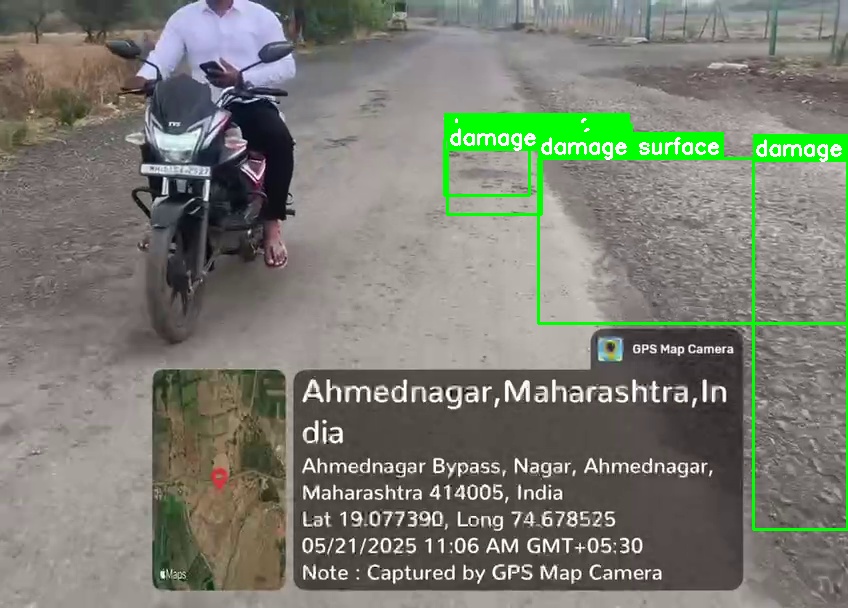 TVS
damage
damage surface
damage
GPS Map Camera
Ahmednagar,Maharashtra,In
dia
Ahmednagar Bypass, Nagar, Ahmednagar,
Maharashtra 414005, India
Lat 19.077390, Long 74.678525
05/21/2025 11:06 AM GMT+05:30
Note : Captured by GPS Map Camera
Maps